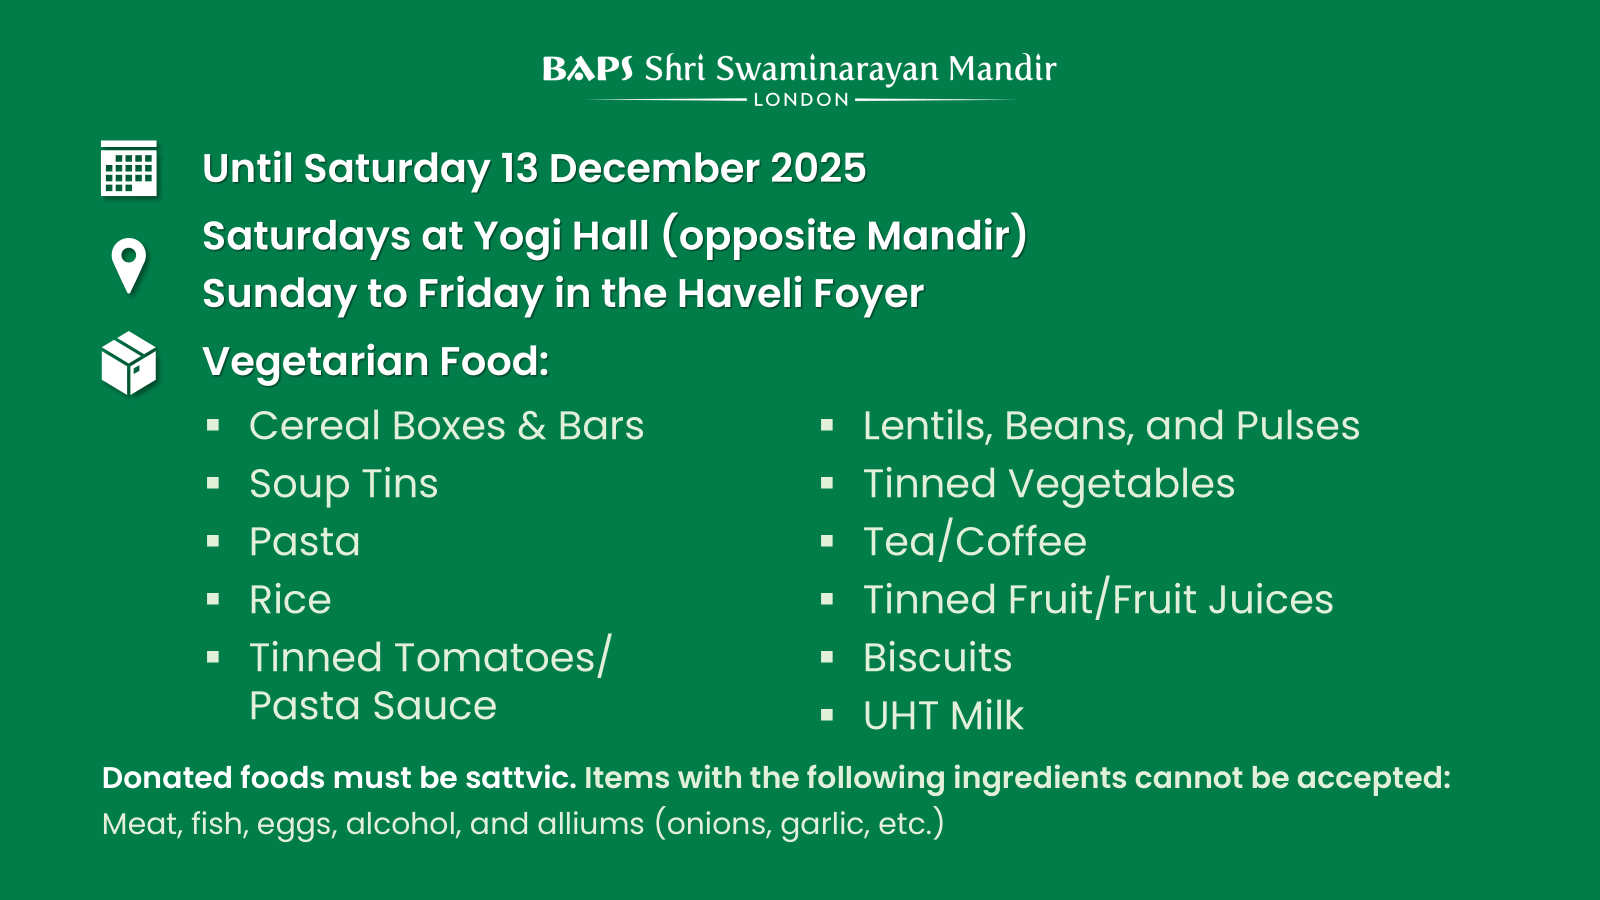 BAPS Shri Swaminarayan Mandir
LONDON
Until Saturday 13 December 2025
Saturdays at Yogi Hall (opposite Mandir)
Sunday to Friday in the Haveli Foyer
Vegetarian Food:
▪ Cereal Boxes & Bars
▪ Soup Tins
▪ Pasta
▪ Rice
▪ Tinned Tomatoes/
Pasta Sauce
▪ Lentils, Beans, and Pulses
▪ Tinned Vegetables
▪ Tea/Coffee
▪ Tinned Fruit/Fruit Juices
▪ Biscuits
▪ UHT Milk
Donated foods must be sattvic. Items with the following ingredients cannot be accepted:
Meat, fish, eggs, alcohol, and alliums (onions, garlic, etc.)